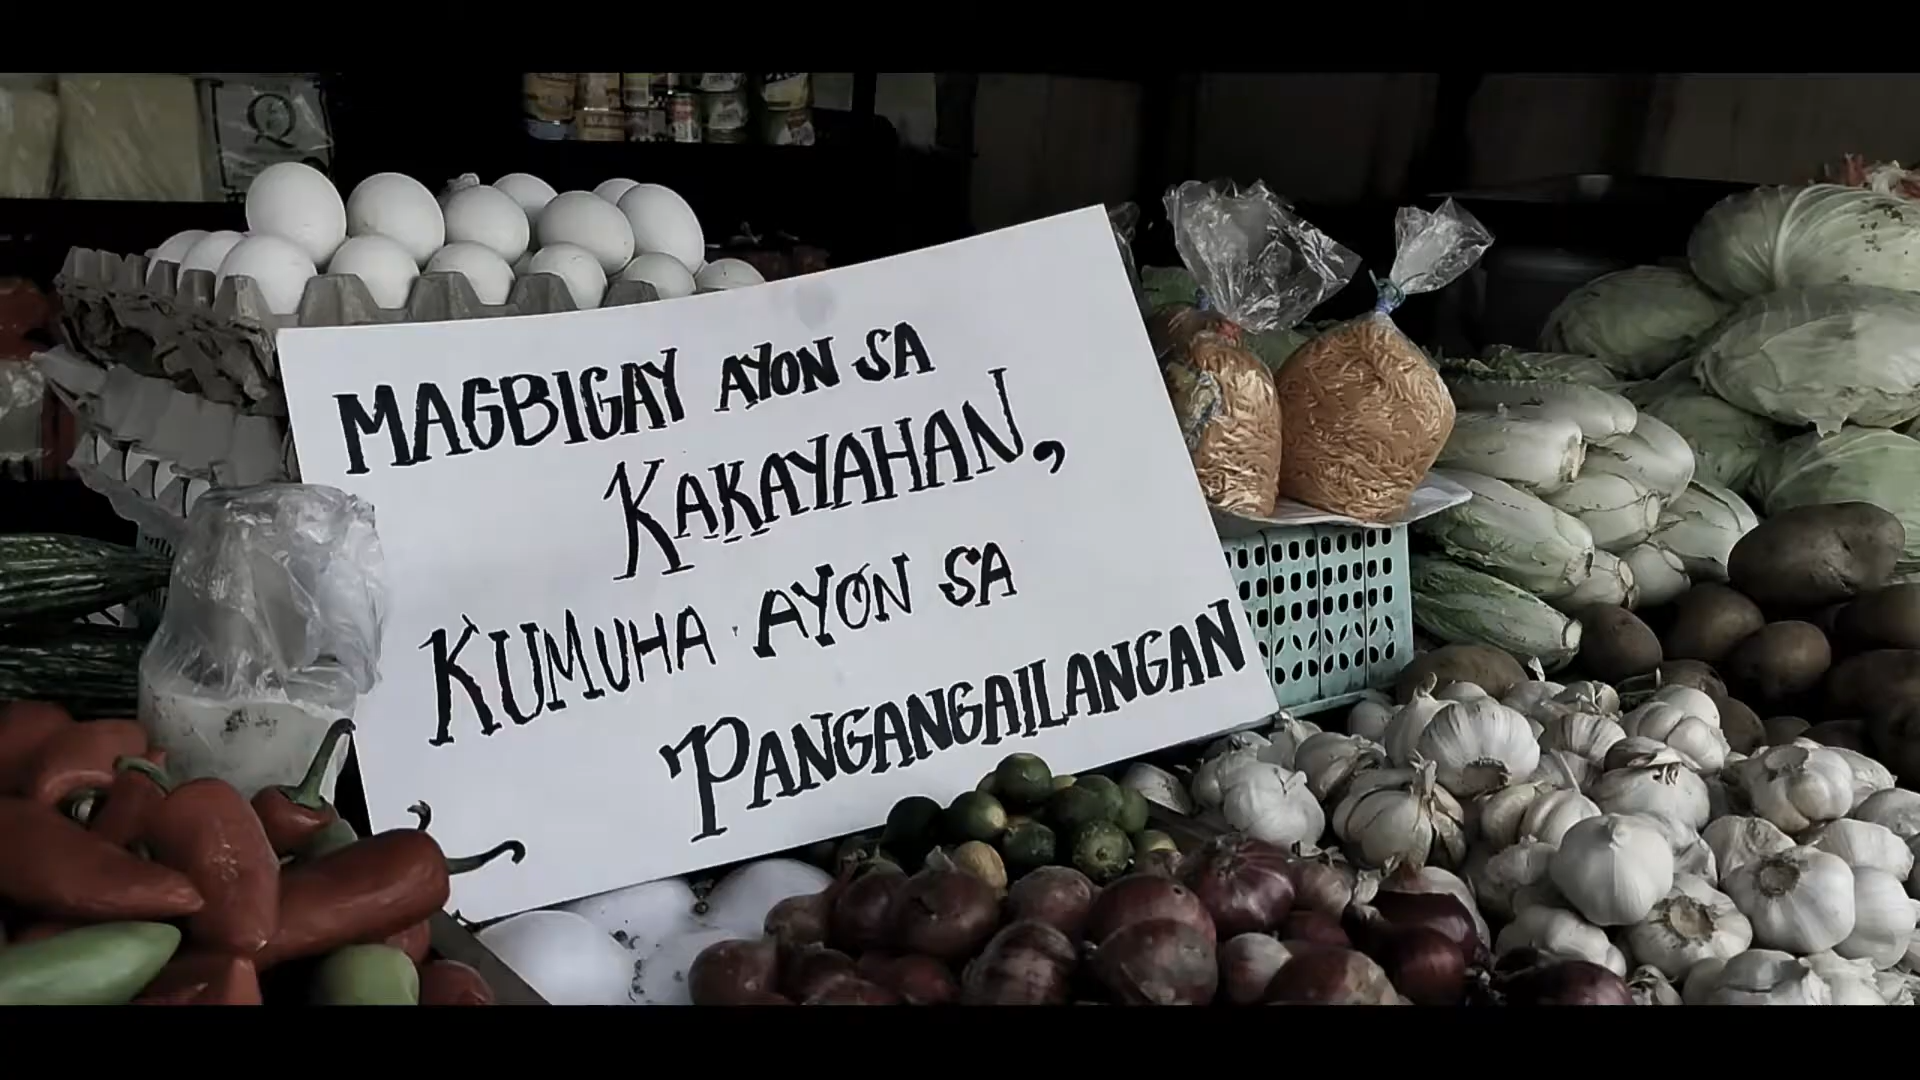 Q
MAGBIGAY AYON SA
KAKAYAHAN,
KUMUHA AYON SA
PANGANGAILANGAN